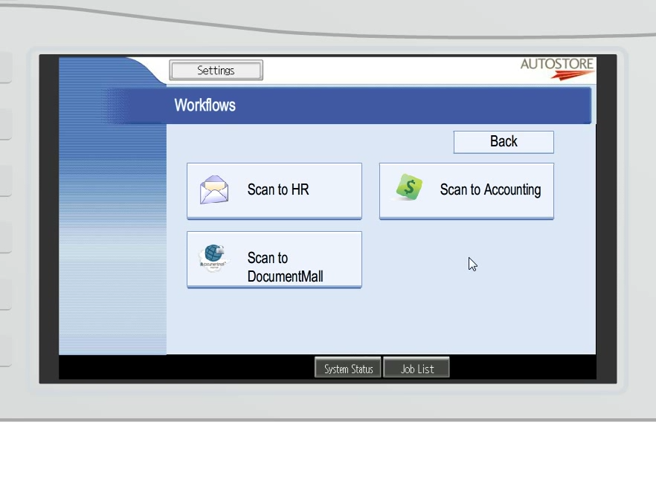 Settings
AUTOSTORE
Workflows
Back
Scan to HR
Scan to Accounting
Scan to
DocumentMall
System Status
Job List